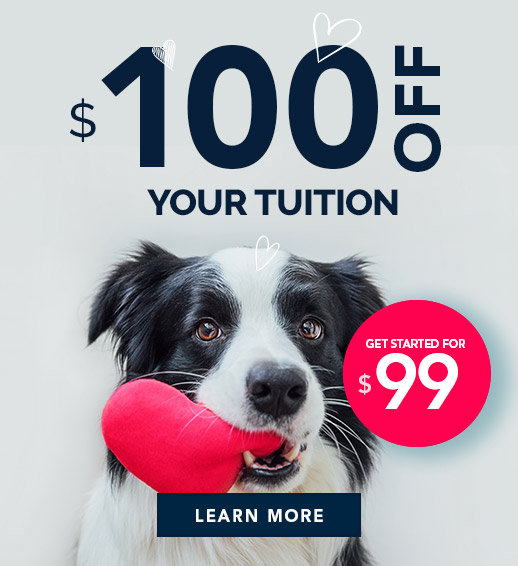 $100 OFF
YOUR TUITION
GET STARTED FOR
$99
LEARN MORE